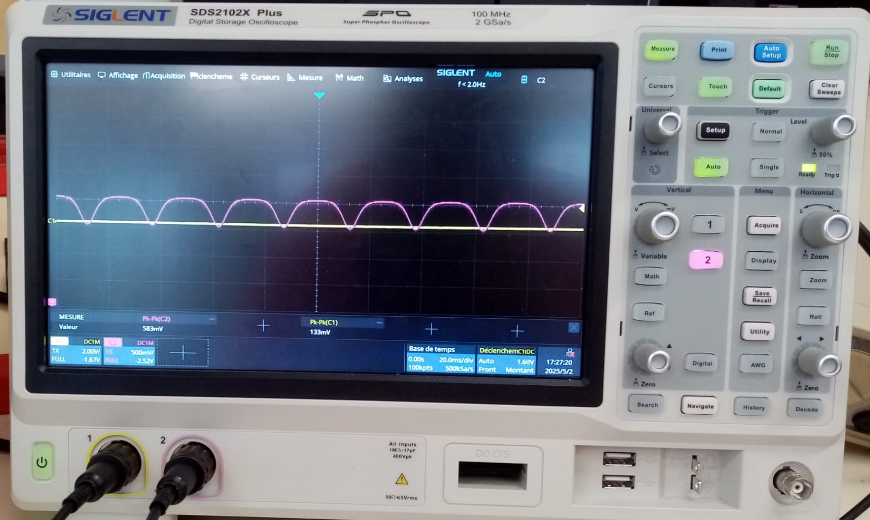 SIGLENT
SDS2102X Plus
Digital Storage Oscilloscope
SPO
Super Phosphor Oscilloscope
100 MHz
2 GSa/s
Utilitaires Affichage Acquisition Déclencheme Curseurs Mesure Math Analyses
SIGLENT Auto
f < 2.0Hz
C2
C1
MESURE Pk-Pk(C2) Pk-Pk(C1)
Valeur 583mV 133mV
DC1M DC1M
1X 2.00V/ 1X 500mV/
FULL -1.67V FULL -2.52V
Base de temps
0.00s 20.0ms/div
100kpts 500kSa/s
Déclenchem C1 DC
Auto 1.60V
Front Montant
17:27:20
2025/5/2
Measure
Print
Auto
Setup
Run
Stop
Cursors
Touch
Default
Clear
Sweeps
Universal
Select
Trigger
Setup
Normal
Level
50%
Auto
Single
Ready
Trig'd
Vertical
V mV
Variable
1
2
Math
Ref
Zero
Digital
Menu
Acquire
Display
Save
Recall
Utility
AWG
Horizontal
Zoom
Zoom
Roll
Zero
Search
Navigate
History
Decode
1
2
All Inputs
400Vpk
50Ω≤5Vrms
D0-D15